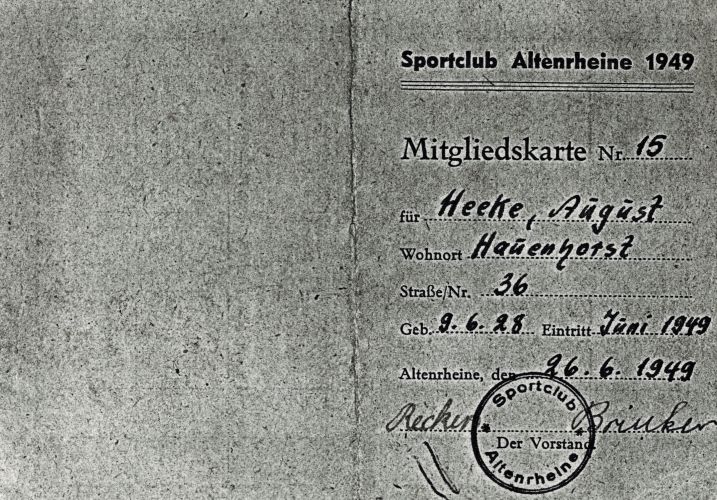 Sportclub Altenrheine 1949
Mitgliedskarte Nr. 15
für Heeke, August
Wohnort Hauenhorst
Straße/Nr. 36
Geb. 9. 6. 28 Eintritt Juni 1949
Altenrheine, den 26. 6. 1949
Brinker
Der Vorstand
Sportclub
Altenrheine